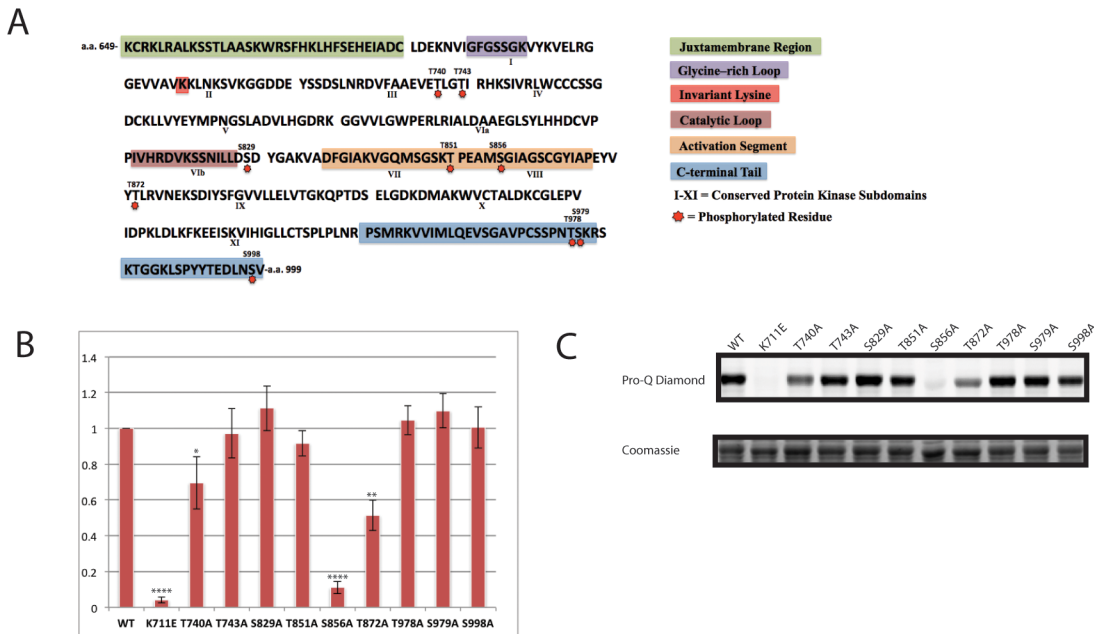 A
a.a. 649- KCRKLRALKSSTLAASKWRSFHKLHFSEHEIADC LDEKNVIGFGSSGKVYKVELRG
I
GEVVAVKKLNKSVKGGDDE YSSDSLNRDVFAAEVETLGTI RHKSIVRLWCCCSSG
T740 T743
II III IV
DCKLLVYEYMPNGSLADVLHGDRK GGVVLGWPERLRIALDAAEGLSYLHHDCVP
V VIa
S829 T851 S856
PIVHRDVKSSNILLDSD YGAKVADFGIAKVGQMSGSKT PEAMSGIAGSCGYIAPEYV
VIb VII VIII
T872
YTLRVNEKSDIYSFGVVLLELVTGKQPTDS ELGDKDMAKWVCTALDKCGLEPV
IX X
S979
T978
IDPKLDLKFKEEISKVIHIGLLCTSPLPLNR PSMRKVVIMLQEVSGAVPCSSPNTSKRS
XI
S998
KTGGKLSPYYTEDLNSV -a.a. 999
Juxtamembrane Region
Glycine-rich Loop
Invariant Lysine
Catalytic Loop
Activation Segment
C-terminal Tail
I-XI = Conserved Protein Kinase Subdomains
= Phosphorylated Residue
B
1.4
1.2
1
0.8
0.6
0.4
0.2
0
* **** **** **
WT K711E T740A T743A S829A T851A S856A T872A T978A S979A S998A
C
WT K711E T740A T743A S829A T851A S856A T872A T978A S979A S998A
Pro-Q Diamond
Coomassie